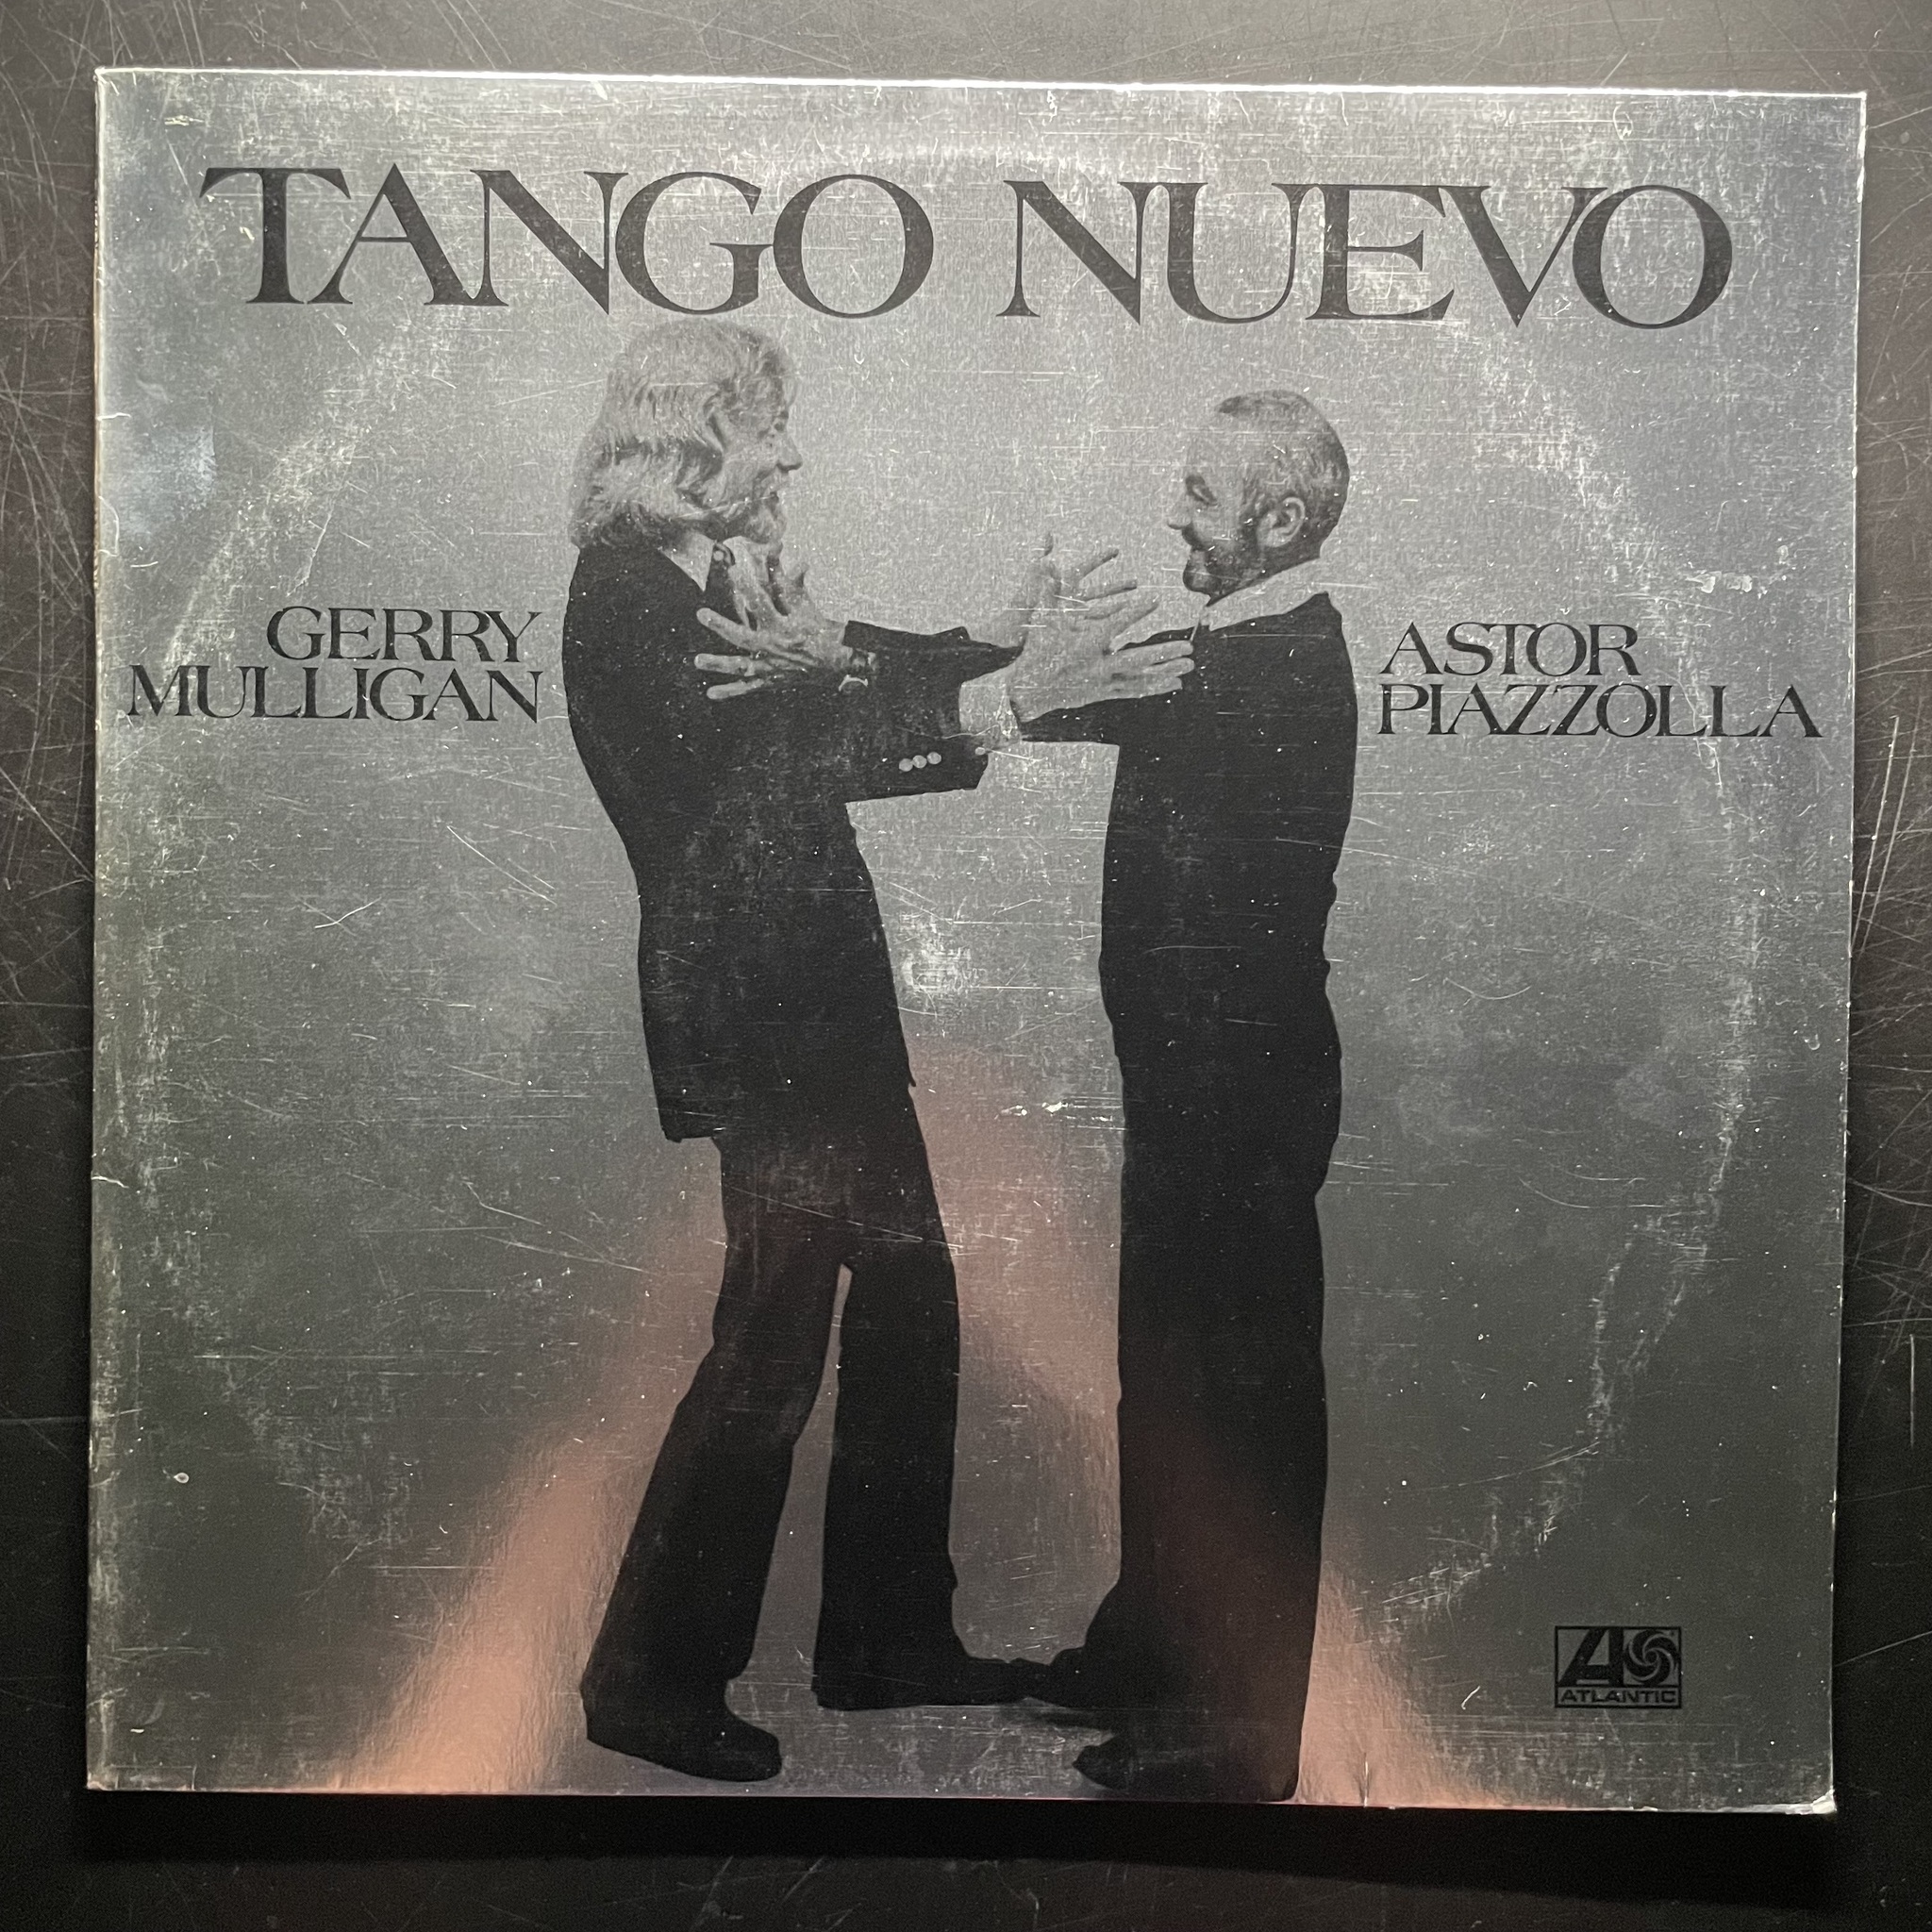 TANGO NUEVO
GERRY
MULLIGAN
ASTOR
PIAZZOLLA
ATLANTIC